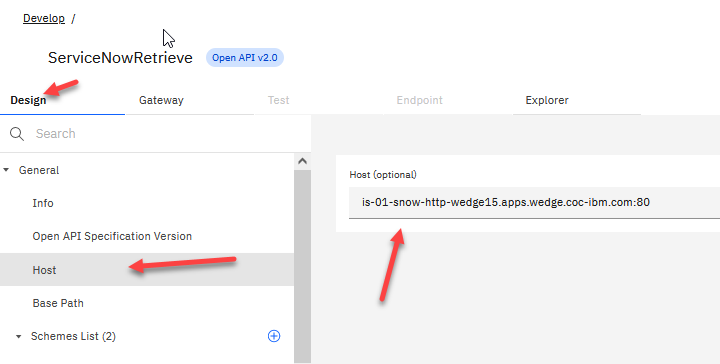 Develop /
ServiceNowRetrieve Open API v2.0
Design Gateway Test Endpoint Explorer
Search
General
Info
Open API Specification Version
Host
Base Path
Schemes List (2)
Host (optional)
is-01-snow-http-wedge15.apps.wedge.coc-ibm.com:80